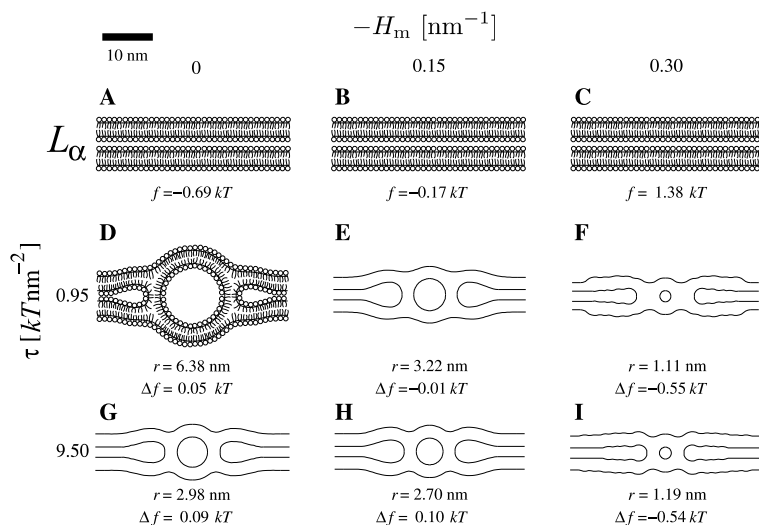 −Hₘ [nm⁻¹]
10 nm
0 0.15 0.30
A B C
Lα
f = −0.69 kT f = −0.17 kT f = 1.38 kT
D E F
τ [kTnm⁻²]
0.95
r = 6.38 nm r = 3.22 nm r = 1.11 nm
Δf = 0.05 kT Δf = −0.01 kT Δf = −0.55 kT
G H I
9.50
r = 2.98 nm r = 2.70 nm r = 1.19 nm
Δf = 0.09 kT Δf = 0.10 kT Δf = −0.54 kT